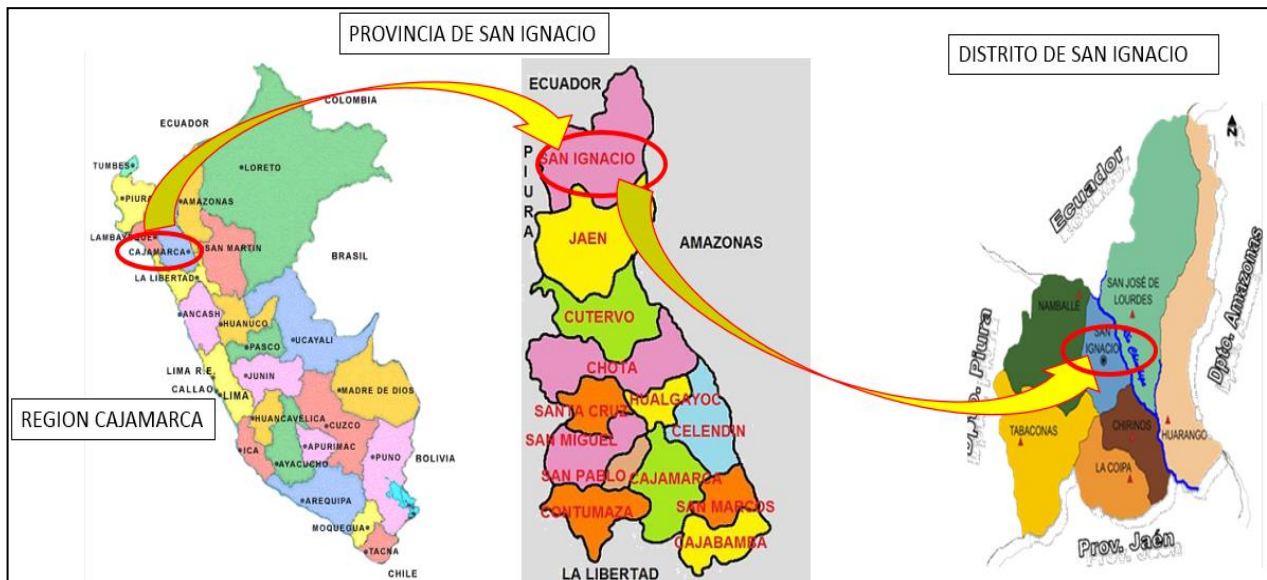 PROVINCIA DE SAN IGNACIO
DISTRITO DE SAN IGNACIO
REGION CAJAMARCA
COLOMBIA
ECUADOR
TUMBES
LORETO
PIURA
AMAZONAS
LAMBAYEQUE
CAJAMARCA
SAN MARTIN
BRASIL
LA LIBERTAD
ANCASH
HUANUCO
UCAYALI
PASCO
LIMA R.E.
JUNIN
CALLAO
LIMA
MADRE DE DIOS
HUANCAVELICA
CUZCO
ICA
APURIMAC
AYACUCHO
PUNO
BOLIVIA
AREQUIPA
MOQUEGUA
TACNA
CHILE
ECUADOR
PIURA
SAN IGNACIO
JAEN
AMAZONAS
CUTERVO
CHOTA
SANTA CRUZ
HUALGAYOC
CELENDIN
SAN MIGUEL
SAN PABLO
CAJAMARCA
CONTUMAZA
SAN MARCOS
CAJABAMBA
LA LIBERTAD
N
Ecuador
NAMBALLE
SAN JOSÉ DE
LOURDES
SAN
IGNACIO
Dpto. Piura
Dpto. Amazonas
TABACONAS
CHIRINOS
HUARANGO
LA COIPA
Prov. Jaén